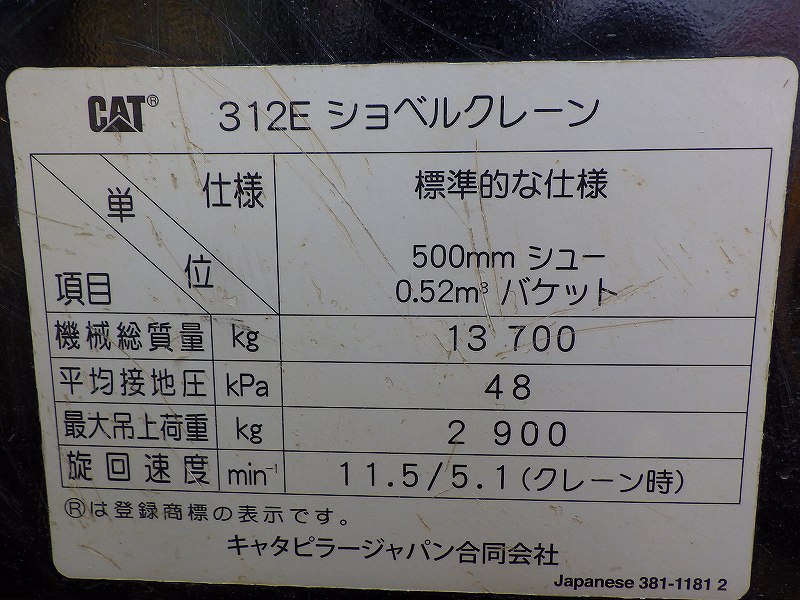 CAT® 312E ショベルクレーン
仕様
単位
項目
標準的な仕様
500mm シュー
0.52m³ バケット
機械総質量 kg 13 700
平均接地圧 kPa 48
最大吊上荷重 kg 2 900
旋回速度 min⁻¹ 11.5/5.1(クレーン時)
®は登録商標の表示です。
キャタピラージャパン合同会社
Japanese 381-1181 2